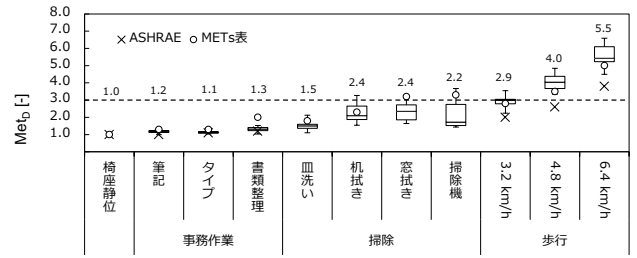 8.0
7.0
6.0
5.0
4.0
3.0
2.0
1.0
Met_D [-]
×ASHRAE ○METs表
1.0 1.2 1.1 1.3 1.5 2.4 2.4 2.2 2.9 4.0 5.5
椅座静位
筆記
タイプ
書類整理
皿洗い
机拭き
窓拭き
掃除機
3.2 km/h
4.8 km/h
6.4 km/h
事務作業 掃除 歩行